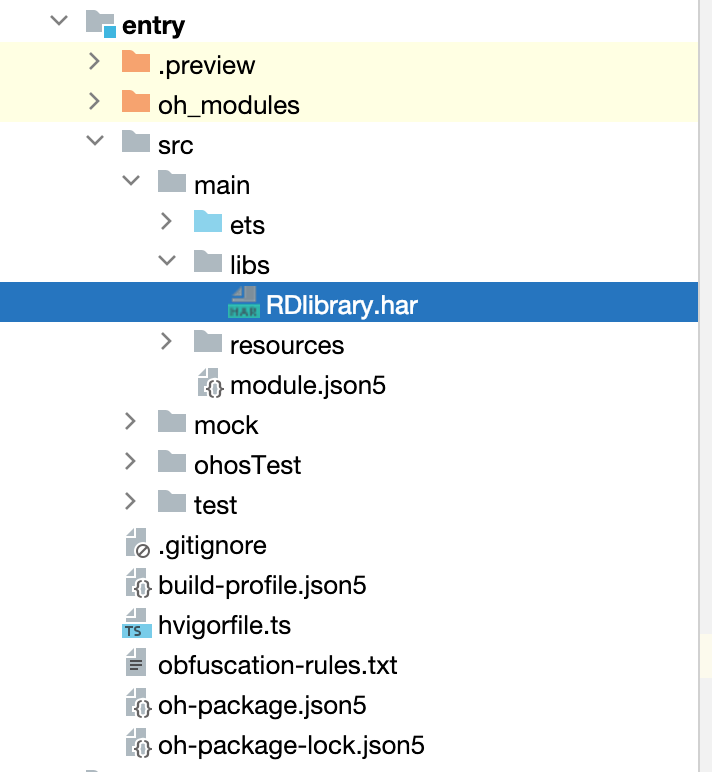 entry
.preview
oh_modules
src
main
ets
libs
HAR RDlibrary.har
resources
module.json5
mock
ohosTest
test
.gitignore
build-profile.json5
TS hvigorfile.ts
obfuscation-rules.txt
oh-package.json5
oh-package-lock.json5